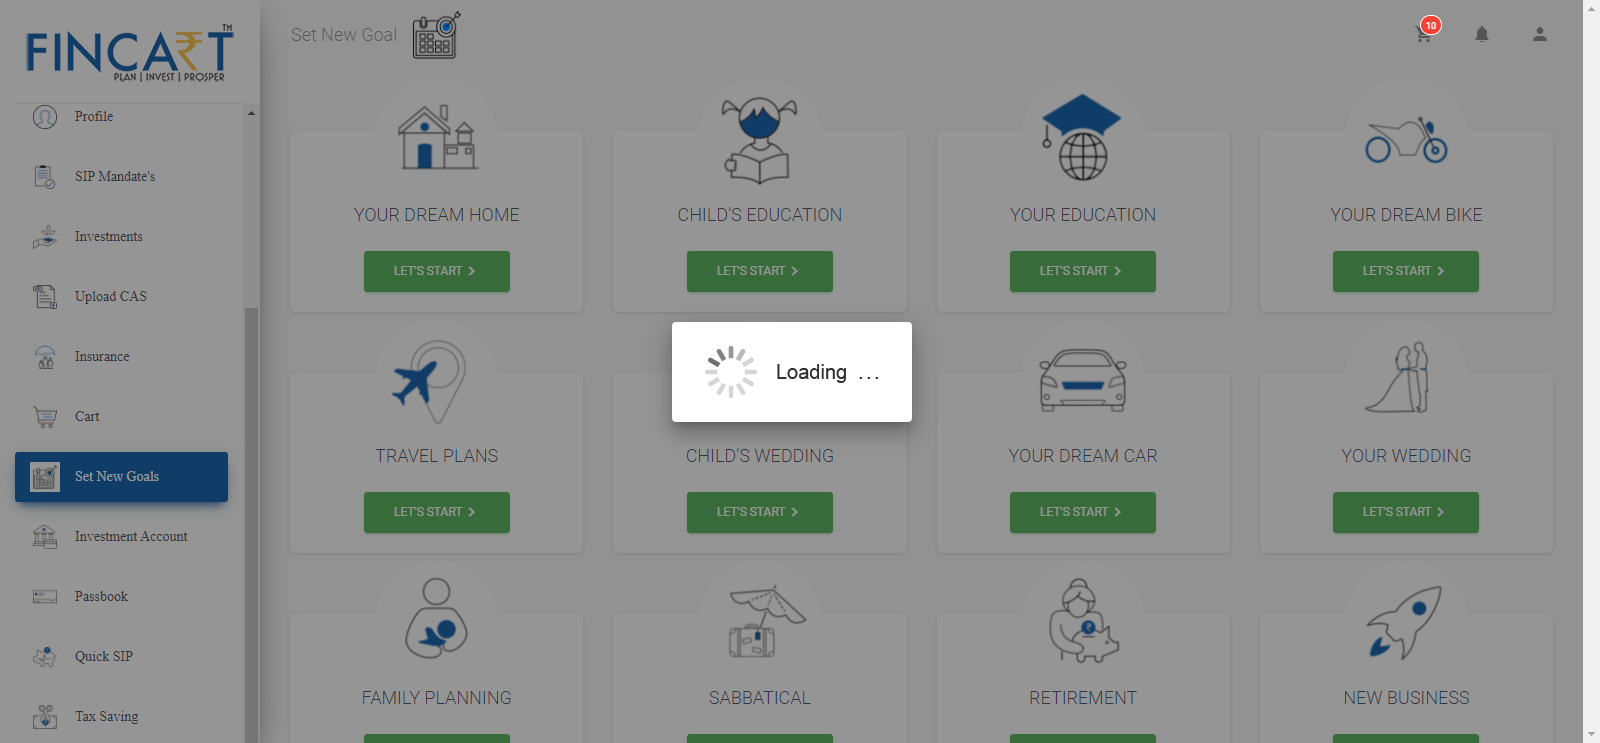 FINCART™
PLAN | INVEST | PROSPER
Profile
SIP Mandate's
Investments
Upload CAS
Insurance
Cart
Set New Goals
Investment Account
Passbook
Quick SIP
Tax Saving
Set New Goal
10
YOUR DREAM HOME
LET'S START
CHILD'S EDUCATION
LET'S START
YOUR EDUCATION
LET'S START
YOUR DREAM BIKE
LET'S START
TRAVEL PLANS
LET'S START
CHILD'S WEDDING
LET'S START
YOUR DREAM CAR
LET'S START
YOUR WEDDING
LET'S START
Loading ...
FAMILY PLANNING
SABBATICAL
₹
RETIREMENT
NEW BUSINESS